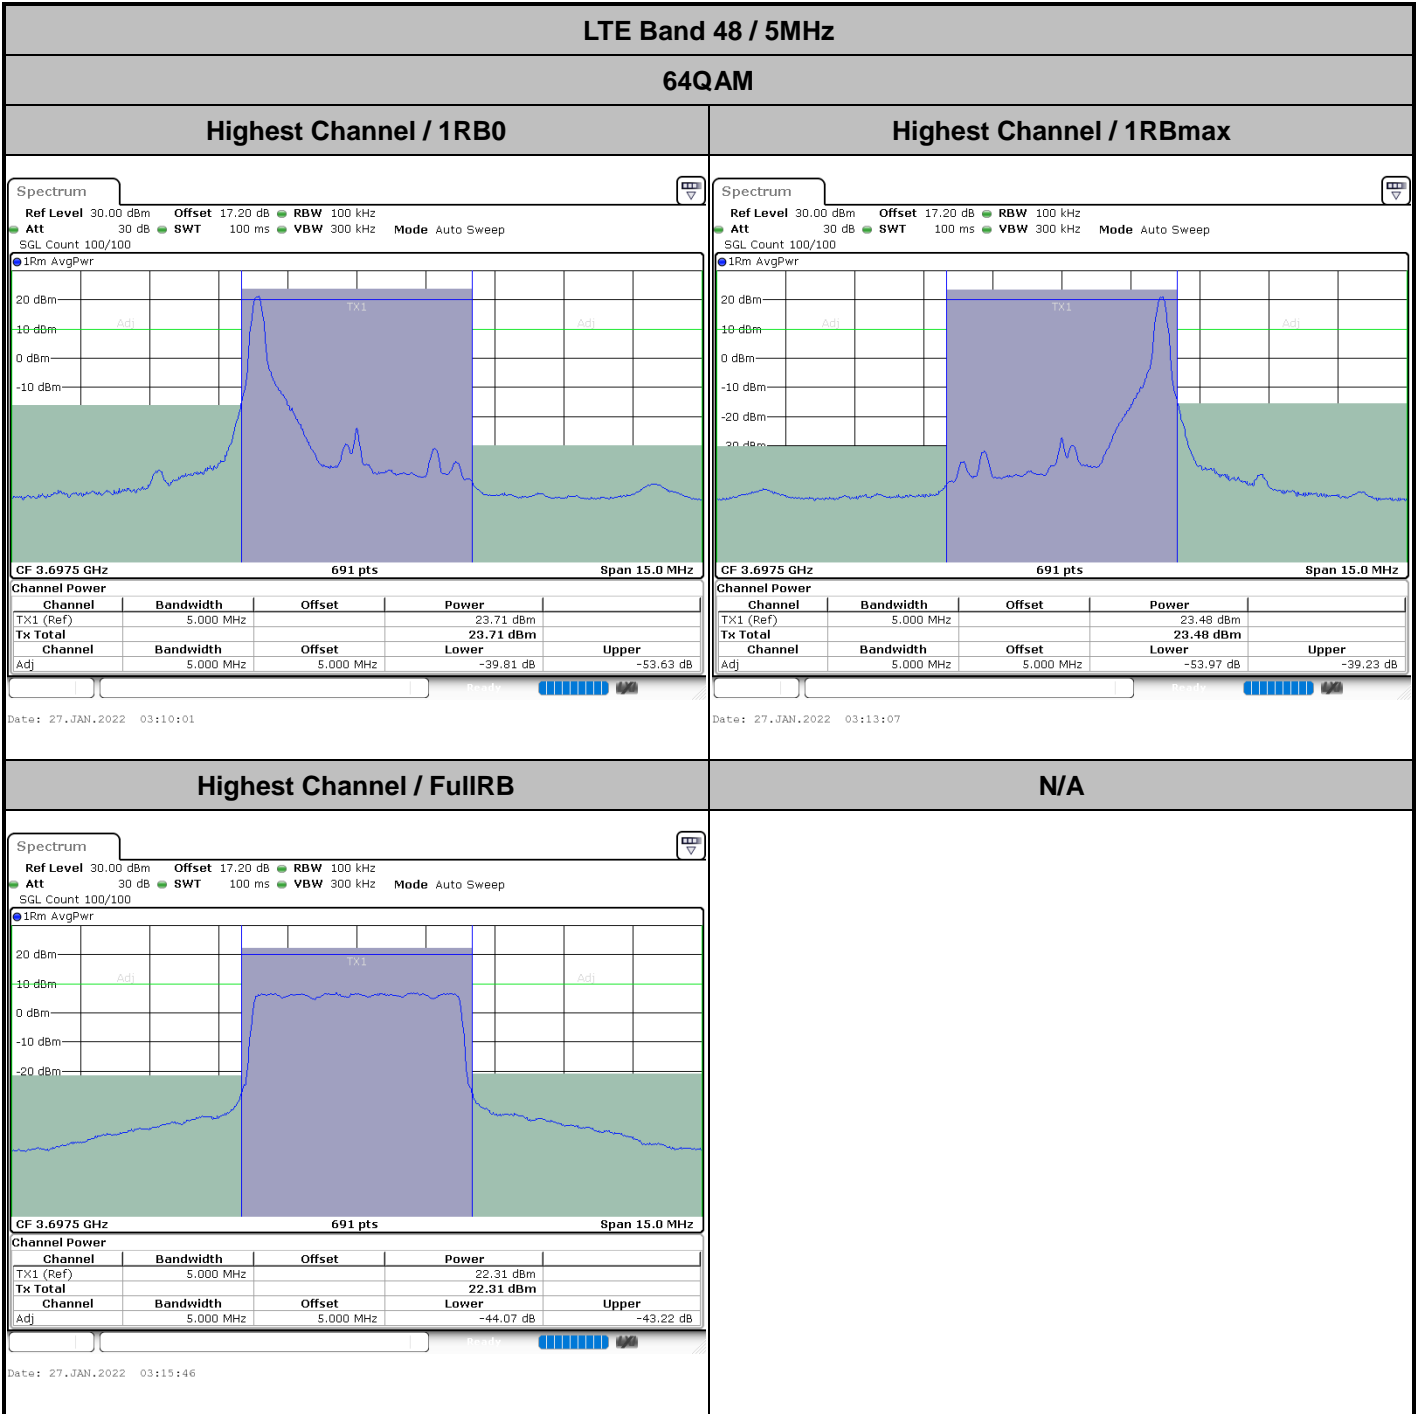 LTE Band 48 / 5MHz
64QAM
Highest Channel / 1RB0
Highest Channel / 1RBmax
Spectrum
Ref Level 30.00 dBm Offset 17.20 dB RBW 100 kHz
Att 30 dB SWT 100 ms VBW 300 kHz Mode Auto Sweep
SGL Count 100/100
1Rm AvgPwr
TX1
Adj
Adj
20 dBm
10 dBm
0 dBm
-10 dBm
CF 3.6975 GHz 691 pts Span 15.0 MHz
Channel Power
Channel Bandwidth Offset Power
TX1 (Ref) 5.000 MHz 23.71 dBm
Tx Total 23.71 dBm
Channel Bandwidth Offset Lower Upper
Adj 5.000 MHz 5.000 MHz -39.81 dB -53.63 dB
Ready
Date: 27.JAN.2022 03:10:01
Spectrum
Ref Level 30.00 dBm Offset 17.20 dB RBW 100 kHz
Att 30 dB SWT 100 ms VBW 300 kHz Mode Auto Sweep
SGL Count 100/100
1Rm AvgPwr
TX1
Adj
Adj
20 dBm
10 dBm
0 dBm
-10 dBm
-20 dBm
-30 dBm
CF 3.6975 GHz 691 pts Span 15.0 MHz
Channel Power
Channel Bandwidth Offset Power
TX1 (Ref) 5.000 MHz 23.48 dBm
Tx Total 23.48 dBm
Channel Bandwidth Offset Lower Upper
Adj 5.000 MHz 5.000 MHz -53.97 dB -39.23 dB
Ready
Date: 27.JAN.2022 03:13:07
Highest Channel / FullRB
N/A
Spectrum
Ref Level 30.00 dBm Offset 17.20 dB RBW 100 kHz
Att 30 dB SWT 100 ms VBW 300 kHz Mode Auto Sweep
SGL Count 100/100
1Rm AvgPwr
TX1
Adj
Adj
20 dBm
10 dBm
0 dBm
-10 dBm
-20 dBm
CF 3.6975 GHz 691 pts Span 15.0 MHz
Channel Power
Channel Bandwidth Offset Power
TX1 (Ref) 5.000 MHz 22.31 dBm
Tx Total 22.31 dBm
Channel Bandwidth Offset Lower Upper
Adj 5.000 MHz 5.000 MHz -44.07 dB -43.22 dB
Ready
Date: 27.JAN.2022 03:15:46